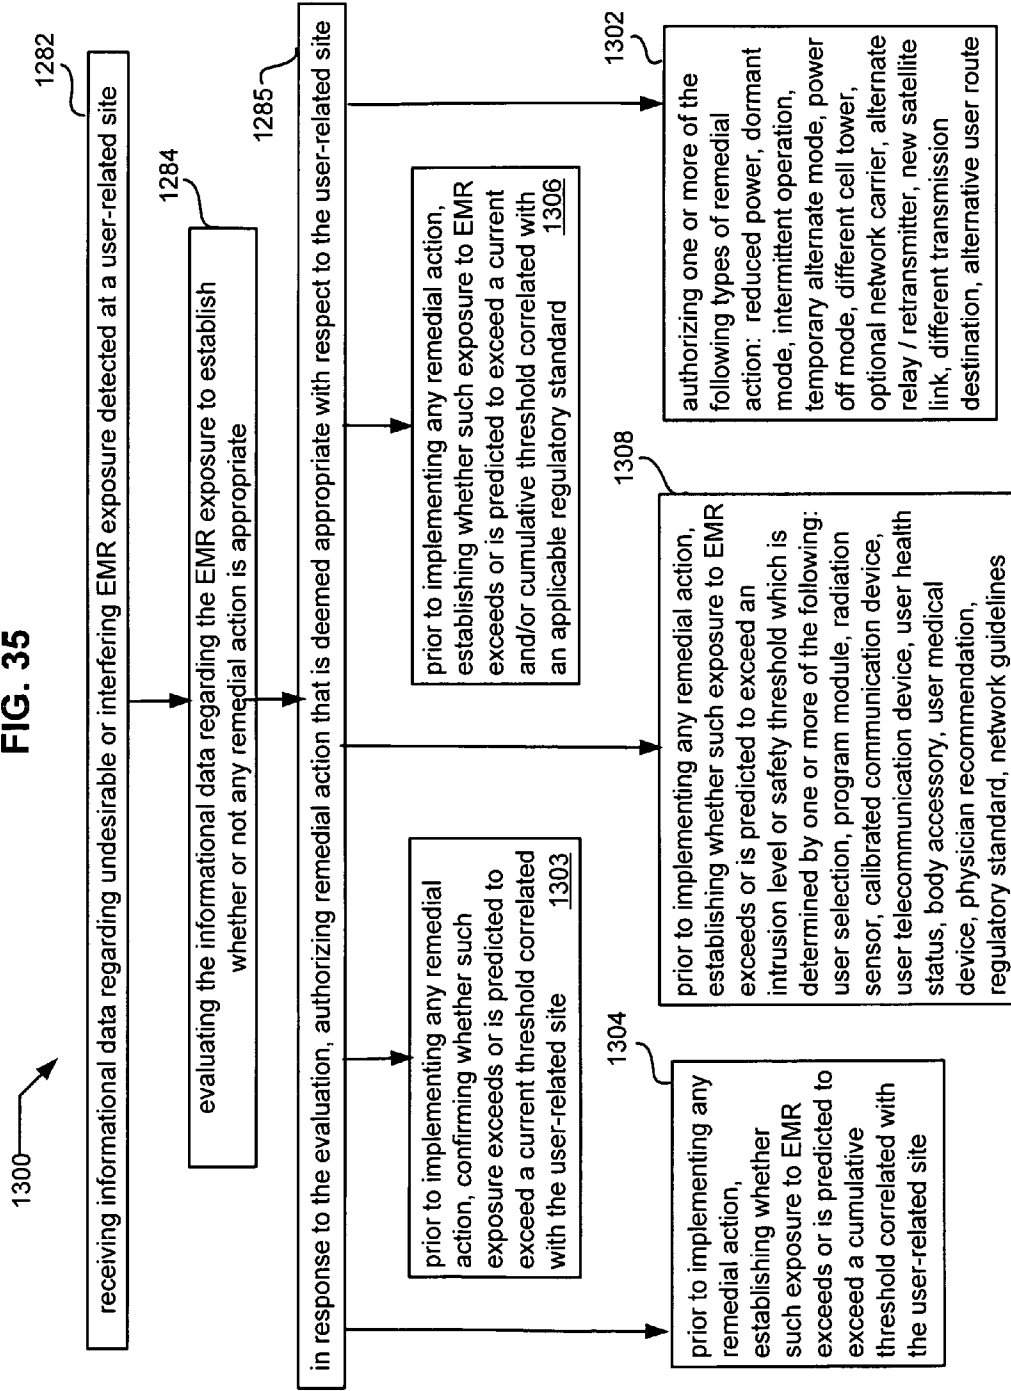 FIG. 35
1300
1282
receiving informational data regarding undesirable or interfering EMR exposure detected at a user-related site
1284
evaluating the informational data regarding the EMR exposure to establish
whether or not any remedial action is appropriate
1285
in response to the evaluation, authorizing remedial action that is deemed appropriate with respect to the user-related site
prior to implementing any remedial
action, confirming whether such
exposure exceeds or is predicted to
exceed a current threshold correlated
with the user-related site 1303
prior to implementing any remedial action,
establishing whether such exposure to EMR
exceeds or is predicted to exceed a current
and/or cumulative threshold correlated with
an applicable regulatory standard 1306
1304
prior to implementing any
remedial action,
establishing whether
such exposure to EMR
exceeds or is predicted to
exceed a cumulative
threshold correlated with
the user-related site
1308
prior to implementing any remedial action,
establishing whether such exposure to EMR
exceeds or is predicted to exceed an
intrusion level or safety threshold which is
determined by one or more of the following:
user selection, program module, radiation
sensor, calibrated communication device,
user telecommunication device, user health
status, body accessory, user medical
device, physician recommendation,
regulatory standard, network guidelines
1302
authorizing one or more of the
following types of remedial
action: reduced power, dormant
mode, intermittent operation,
temporary alternate mode, power
off mode, different cell tower,
optional network carrier, alternate
relay / retransmitter, new satellite
link, different transmission
destination, alternative user route